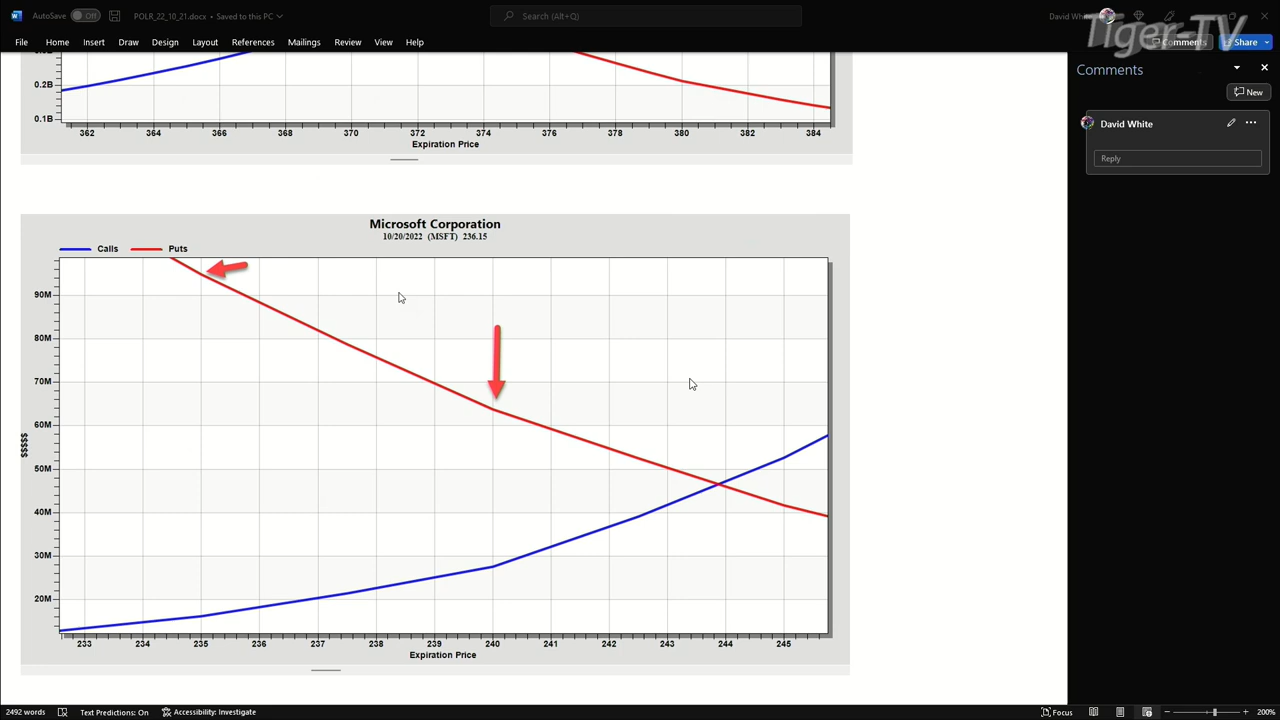 AutoSave Off POLR_22_10_21.docx • Saved to this PC Search (Alt+Q) David White
Tiger-TV
File Home Insert Draw Design Layout References Mailings Review View Help Comments Share
Comments
New
David White
Reply
0.2B
0.1B
362 364 366 368 370 372 374 376 378 380 382 384
Expiration Price
Microsoft Corporation
10/20/2022 (MSFT) 236.15
Calls Puts
90M
80M
70M
60M
50M
40M
30M
20M
$$$$$
233 234 235 236 237 238 239 240 241 242 243 244 245
Expiration Price
2492 words Text Predictions: On Accessibility: Investigate Focus 200%